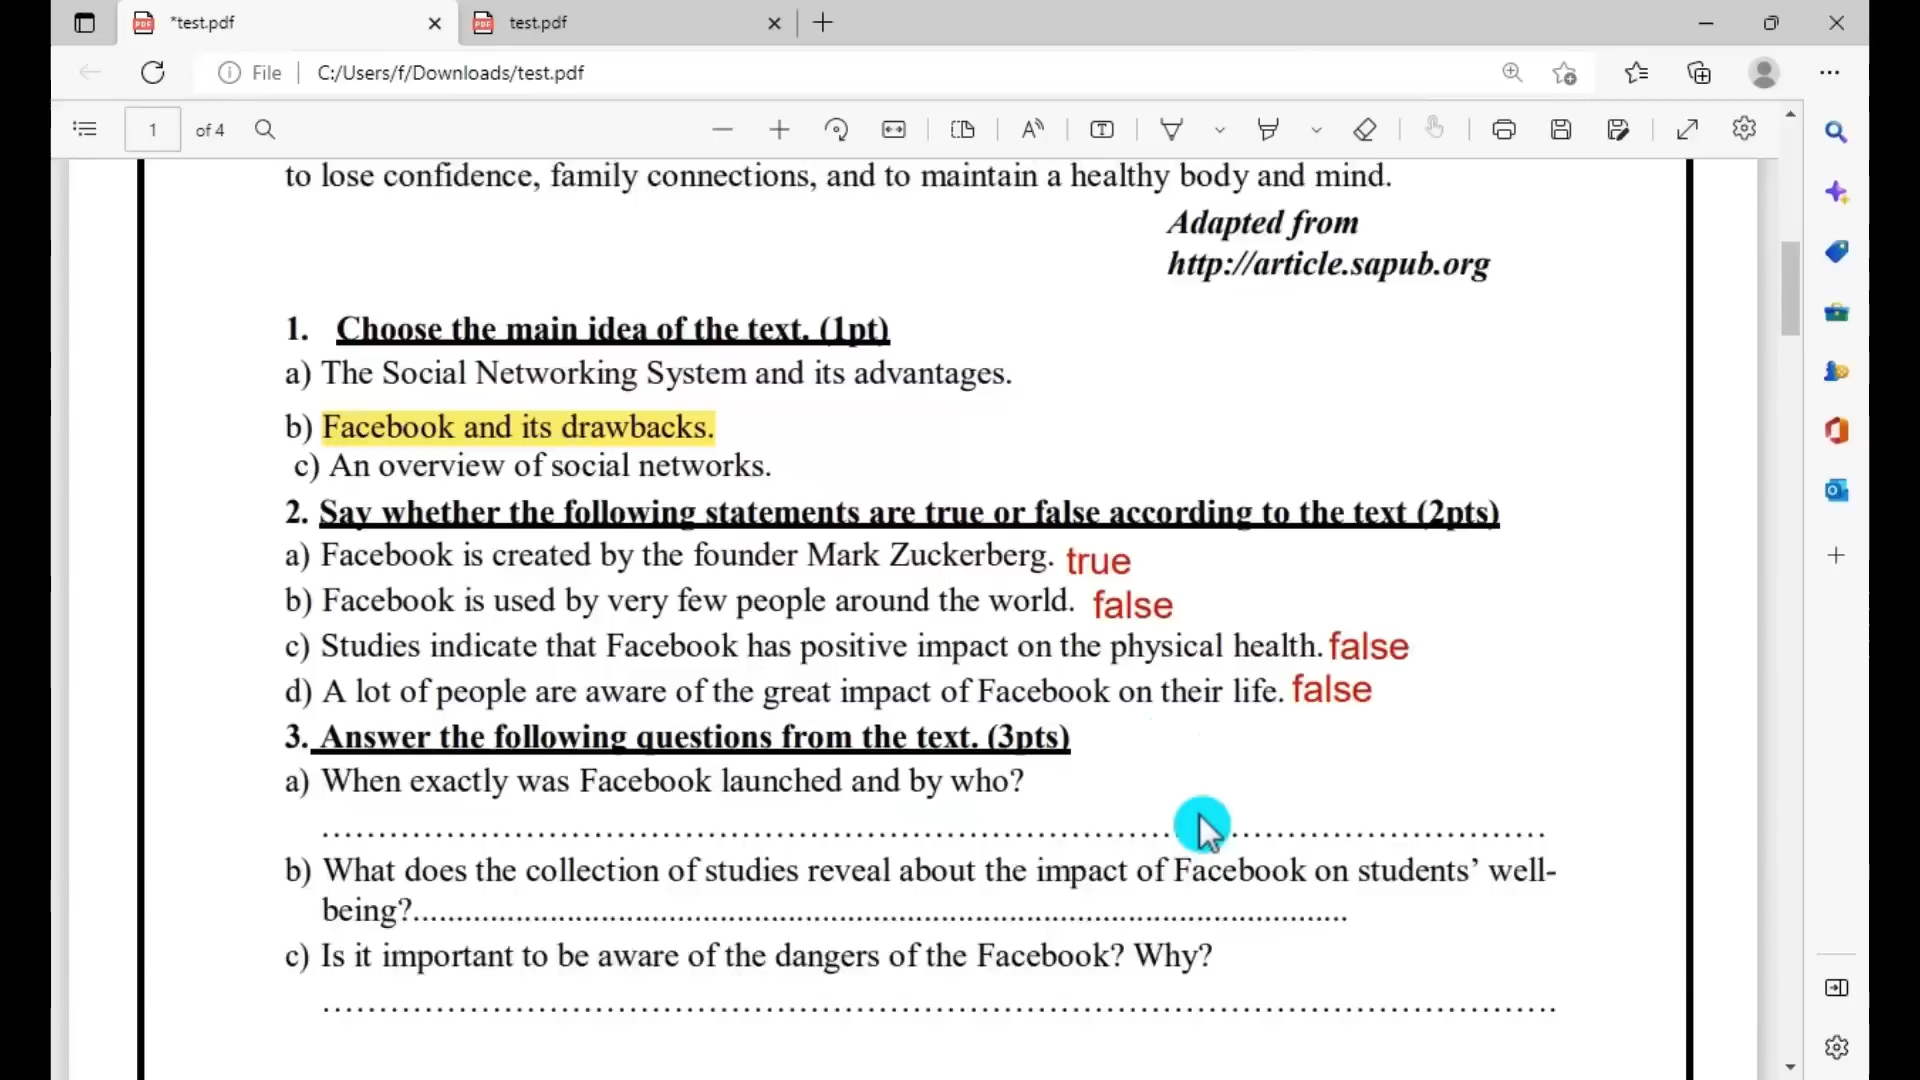 *test.pdf
test.pdf
File
C:/Users/f/Downloads/test.pdf
1 of 4
to lose confidence, family connections, and to maintain a healthy body and mind.
Adapted from
http://article.sapub.org
1. Choose the main idea of the text. (1pt)
a) The Social Networking System and its advantages.
b) Facebook and its drawbacks.
c) An overview of social networks.
2. Say whether the following statements are true or false according to the text (2pts)
a) Facebook is created by the founder Mark Zuckerberg. true
b) Facebook is used by very few people around the world. false
c) Studies indicate that Facebook has positive impact on the physical health. false
d) A lot of people are aware of the great impact of Facebook on their life. false
3. Answer the following questions from the text. (3pts)
a) When exactly was Facebook launched and by who?
b) What does the collection of studies reveal about the impact of Facebook on students’ well-
being?
c) Is it important to be aware of the dangers of the Facebook? Why?